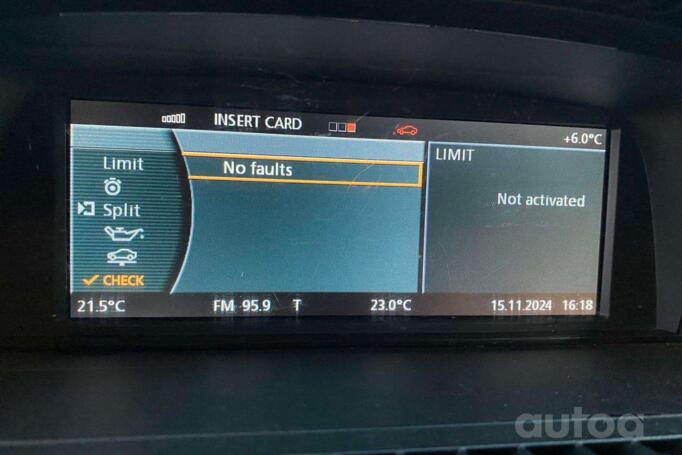 INSERT CARD
+6.0°C
Limit
No faults
LIMIT
Split
Not activated
CHECK
21.5°C FM 95.9 T 23.0°C 15.11.2024 16:18
autoq